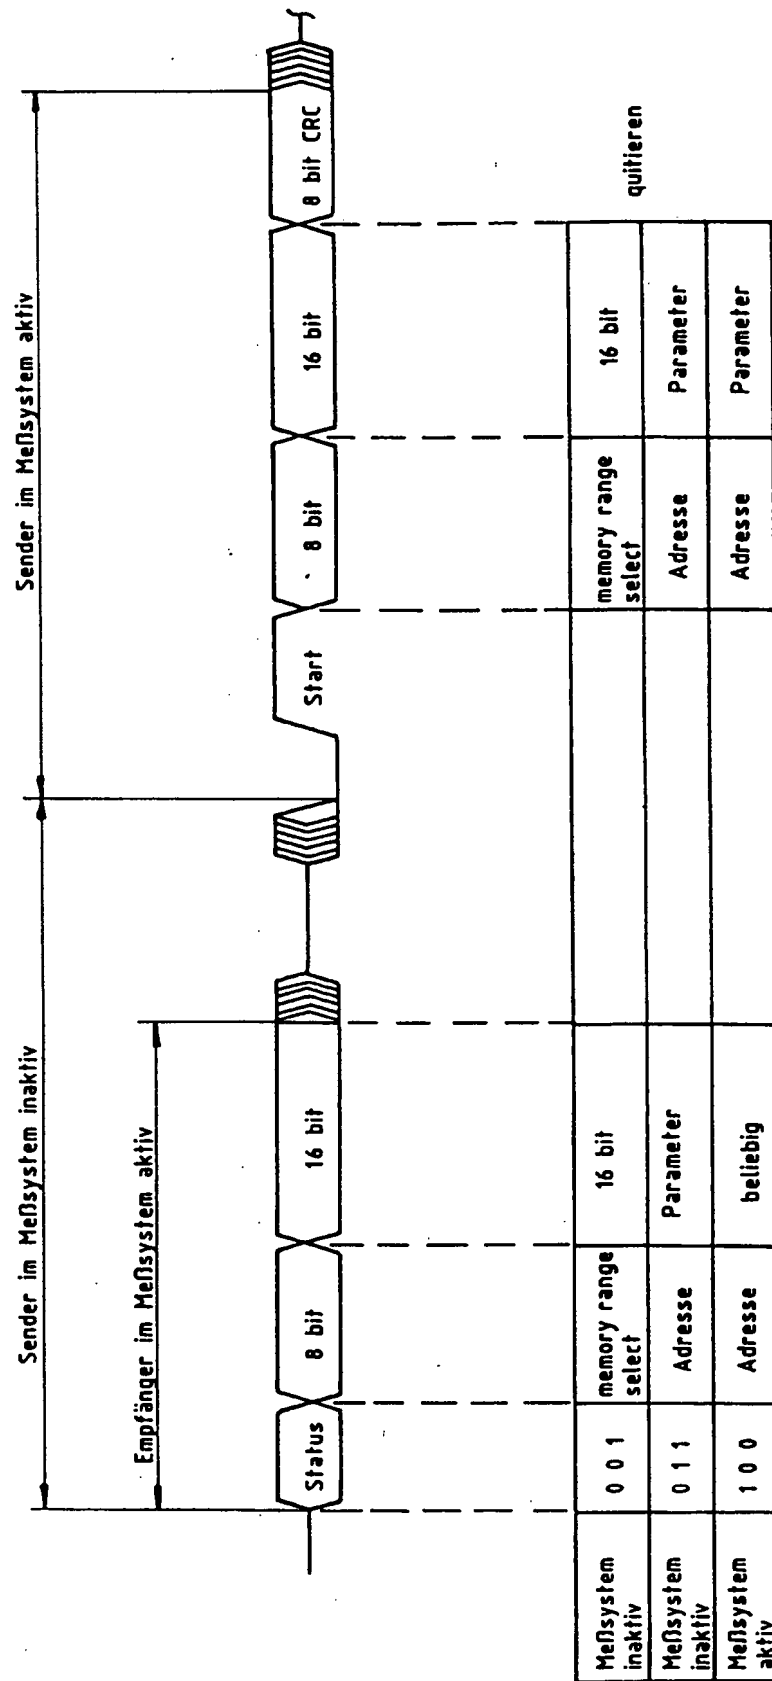 Sender im Meßsystem inaktiv
Sender im Meßsystem aktiv
Empfänger im Meßsystem aktiv
Status
8 bit
16 bit
Start
8 bit
16 bit
8 bit CRC
Meßsystem
inaktiv
0 0 1
memory range
select
16 bit
memory range
select
16 bit
quitieren
Meßsystem
inaktiv
0 1 1
Adresse
Parameter
Adresse
Parameter
Meßsystem
aktiv
1 0 0
Adresse
beliebig
Adresse
Parameter